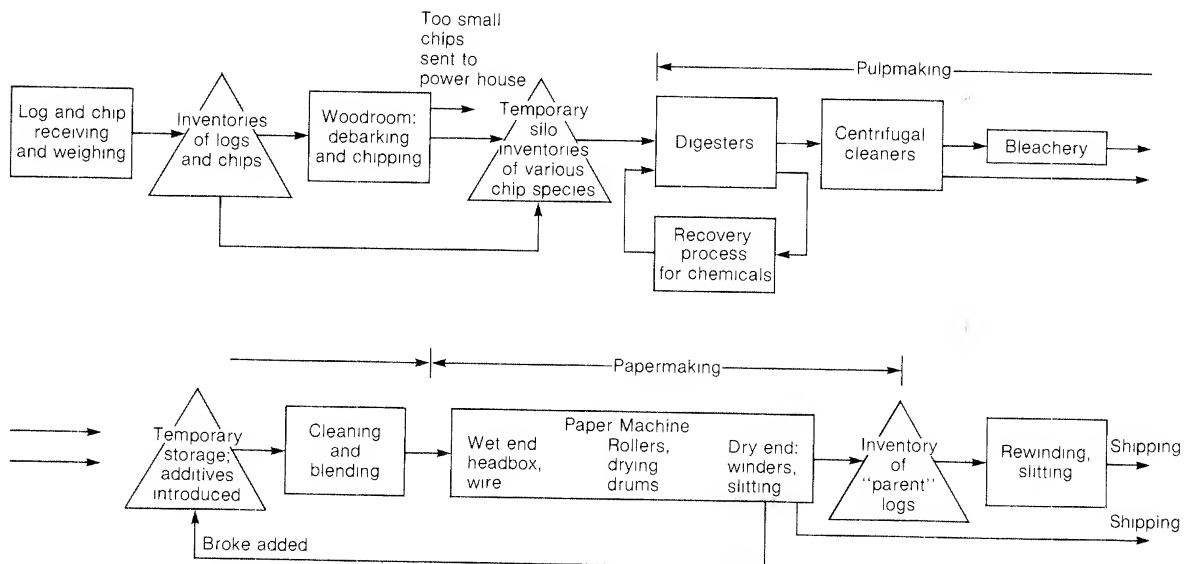 Too small
chips
sent to
power house
Pulpmaking
Log and chip
receiving
and weighing
Inventories
of logs
and chips
Woodroom:
debarking
and chipping
Temporary
silo
inventories
of various
chip species
Digesters
Centrifugal
cleaners
Bleachery
Recovery
process
for chemicals
Papermaking
Temporary
storage;
additives
introduced
Cleaning
and
blending
Paper Machine
Wet end
headbox,
wire
Rollers,
drying
drums
Dry end:
winders,
slitting
Inventory
of
"parent"
logs
Rewinding,
slitting
Shipping
Shipping
Broke added